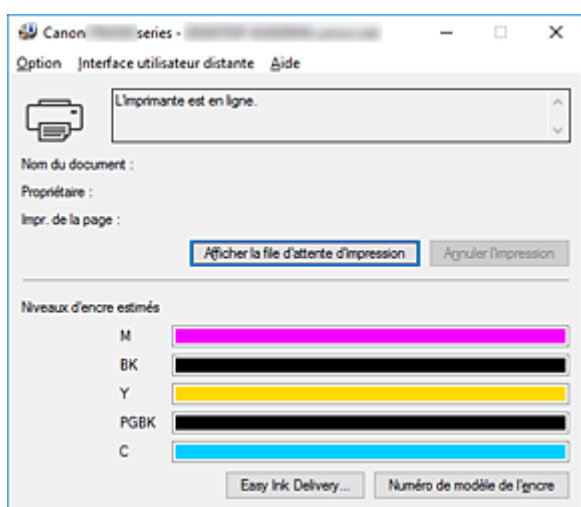 Canon series -
Option Interface utilisateur distante Aide
L'imprimante est en ligne.
Nom du document :
Propriétaire :
Impr. de la page :
Afficher la file d'attente d'impression Annuler l'impression
Niveaux d'encre estimés
M
BK
Y
PGBK
C
Easy Ink Delivery... Numéro de modèle de l'encre